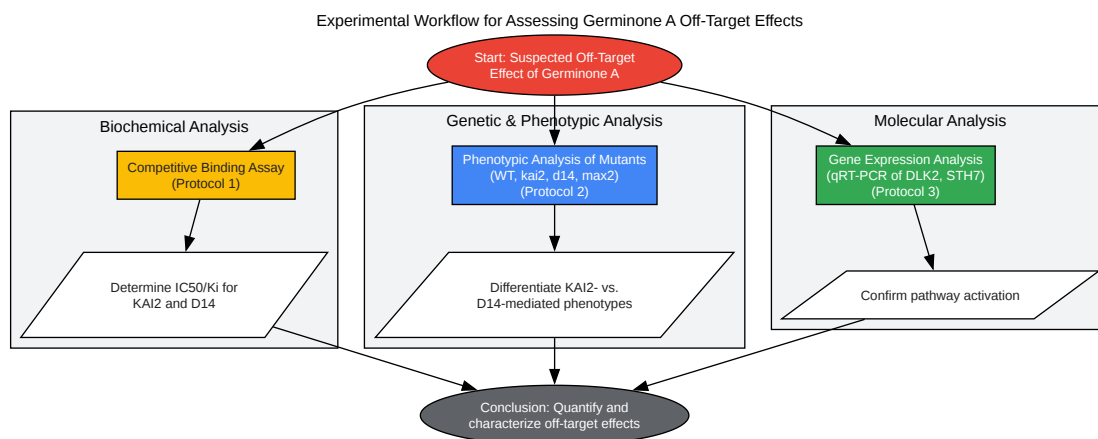 Experimental Workflow for Assessing Germinone A Off-Target Effects
Start: Suspected Off-Target
Effect of Germinone A
Biochemical Analysis
Competitive Binding Assay
(Protocol 1)
Determine IC50/Ki for
KAI2 and D14
Genetic & Phenotypic Analysis
Phenotypic Analysis of Mutants
(WT, kai2, d14, max2)
(Protocol 2)
Differentiate KAI2- vs.
D14-mediated phenotypes
Molecular Analysis
Gene Expression Analysis
(qRT-PCR of DLK2, STH7)
(Protocol 3)
Confirm pathway activation
Conclusion: Quantify and
characterize off-target effects